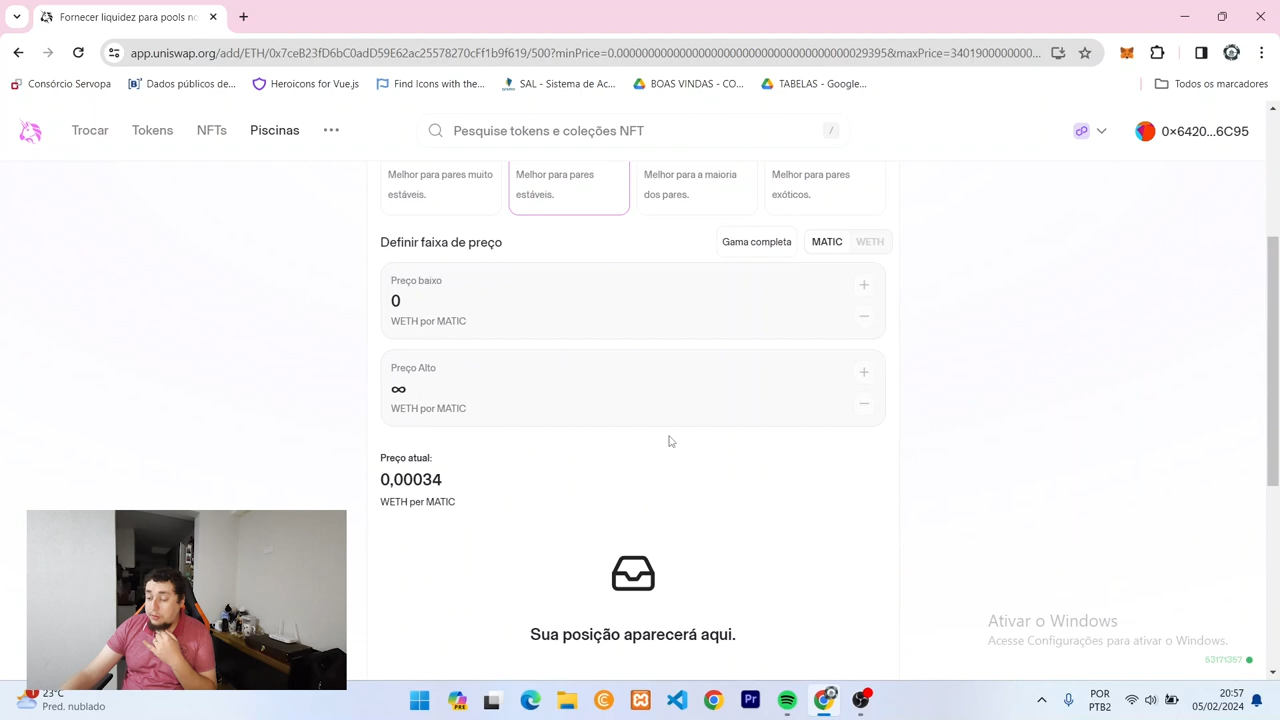 Fornecer liquidez para pools no
app.uniswap.org/add/ETH/0x7ceB23fD6bC0adD59E62ac25578270cFf1b9f619/500?minPrice=0.00000000000000000000000000000000000029395&maxPrice=3401900000000...
Consórcio Servopa
Dados públicos de...
Heroicons for Vue.js
Find Icons with the...
SAL - Sistema de Ac...
BOAS VINDAS - CO...
TABELAS - Google...
Todos os marcadores
Trocar
Tokens
NFTs
Piscinas
Pesquise tokens e coleções NFT
/
0x6420...6C95
Melhor para pares muito
estáveis.
Melhor para pares
estáveis.
Melhor para a maioria
dos pares.
Melhor para pares
exóticos.
Definir faixa de preço
Gama completa
MATIC
WETH
Preço baixo
0
WETH por MATIC
Preço Alto
∞
WETH por MATIC
Preço atual:
0,00034
WETH per MATIC
Sua posição aparecerá aqui.
Ativar o Windows
Acesse Configurações para ativar o Windows.
53171357
23°C
Pred. nublado
POR
PTB2
20:57
05/02/2024